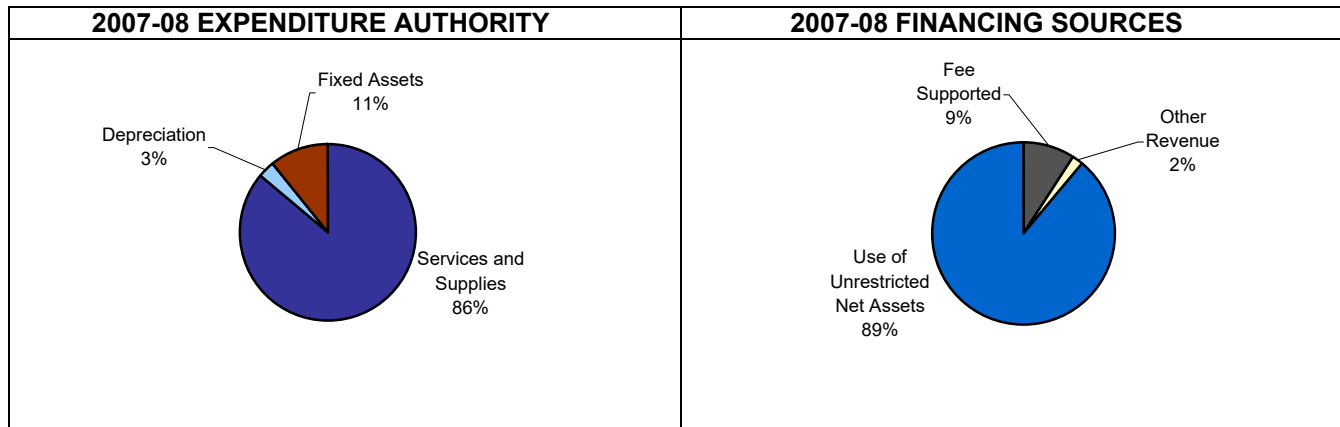 2007-08 EXPENDITURE AUTHORITY
Fixed Assets
11%
Depreciation
3%
Services and
Supplies
86%
2007-08 FINANCING SOURCES
Fee
Supported
9%
Other
Revenue
2%
Use of
Unrestricted
Net Assets
89%